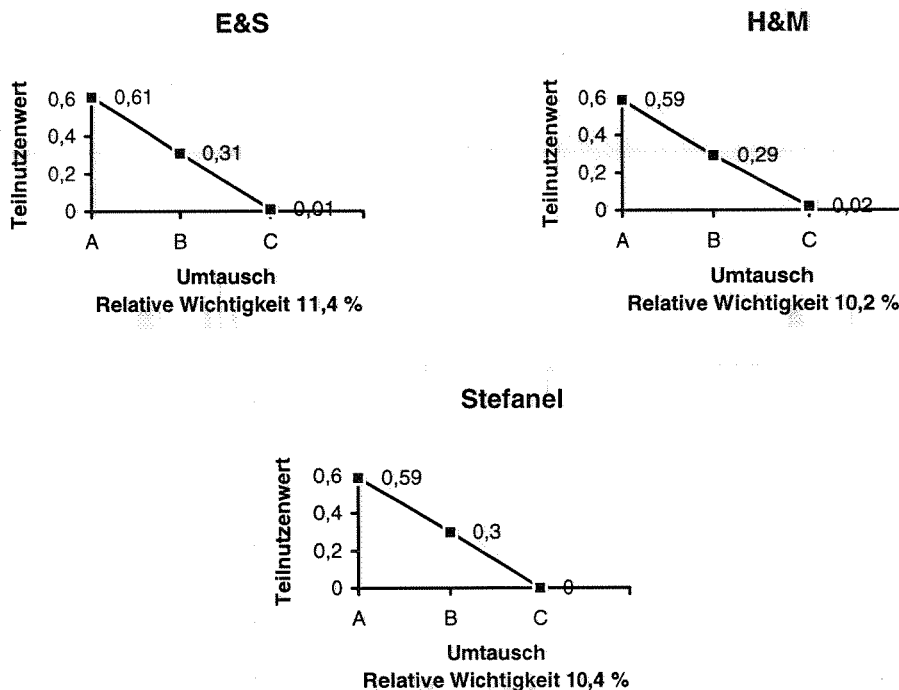 E&S
Teilnutzenwert
0,6
0,4
0,2
0
0,61
0,31
0,01
A B C
Umtausch
Relative Wichtigkeit 11,4 %
H&M
Teilnutzenwert
0,6
0,4
0,2
0
0,59
0,29
0,02
A B C
Umtausch
Relative Wichtigkeit 10,2 %
Stefanel
Teilnutzenwert
0,6
0,4
0,2
0
0,59
0,3
0
A B C
Umtausch
Relative Wichtigkeit 10,4 %